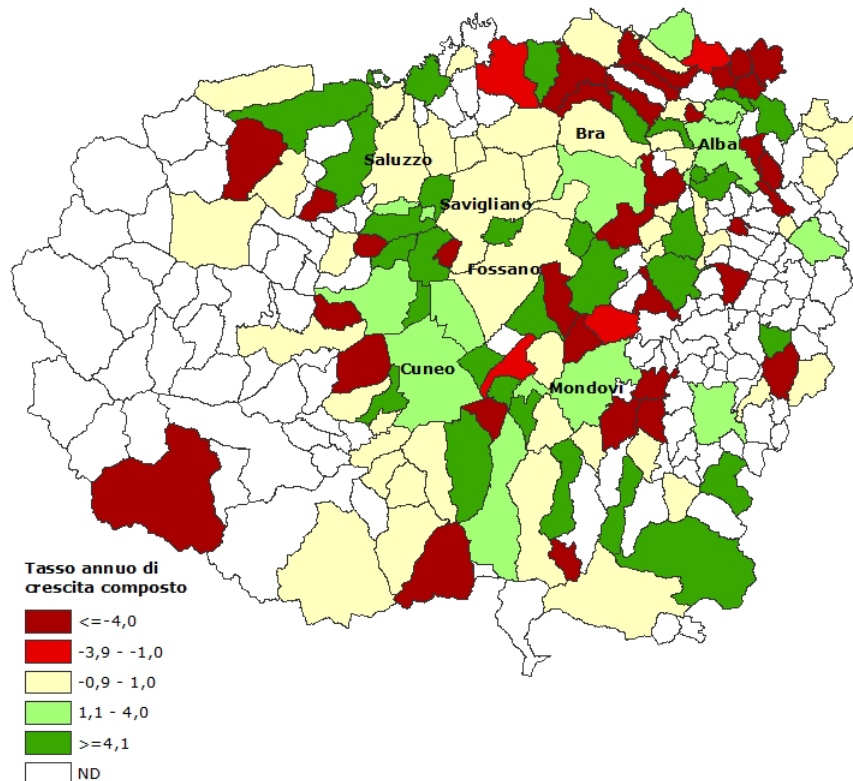 Bra
Alba
Saluzzo
Savigliano
Fossano
Cuneo
Mondovì
Tasso annuo di
crescita composto
<=-4,0
-3,9 - -1,0
-0,9 - 1,0
1,1 - 4,0
>=4,1
ND